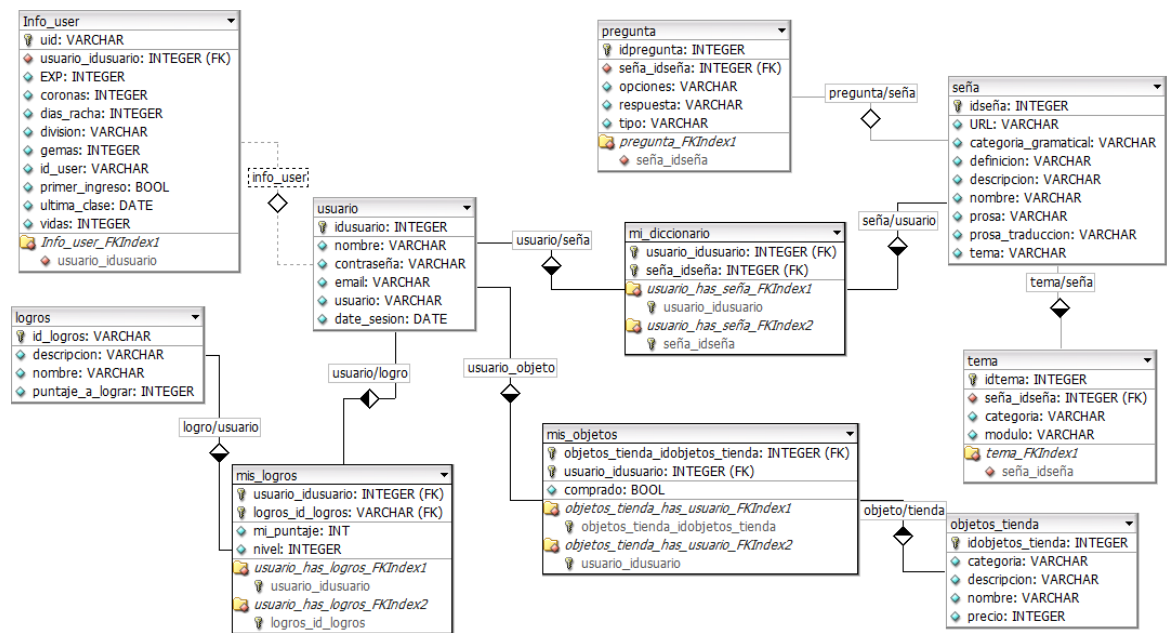 Info_user
uid: VARCHAR
usuario_idusuario: INTEGER (FK)
EXP: INTEGER
coronas: INTEGER
dias_racha: INTEGER
division: VARCHAR
gemas: INTEGER
id_user: VARCHAR
primer_ingreso: BOOL
ultima_clase: DATE
vidas: INTEGER
Info_user_FKIndex1
usuario_idusuario
info_user
pregunta
idpregunta: INTEGER
seña_idseña: INTEGER (FK)
opciones: VARCHAR
respuesta: VARCHAR
tipo: VARCHAR
pregunta_FKIndex1
seña_idseña
pregunta/seña
seña
idseña: INTEGER
URL: VARCHAR
categoria_gramatical: VARCHAR
definicion: VARCHAR
descripcion: VARCHAR
nombre: VARCHAR
prosa: VARCHAR
prosa_traduccion: VARCHAR
tema: VARCHAR
usuario
idusuario: INTEGER
nombre: VARCHAR
contraseña: VARCHAR
email: VARCHAR
usuario: VARCHAR
date_sesion: DATE
usuario/seña
mi_diccionario
usuario_idusuario: INTEGER (FK)
seña_idseña: INTEGER (FK)
usuario_has_seña_FKIndex1
usuario_idusuario
usuario_has_seña_FKIndex2
seña_idseña
seña/usuario
tema/seña
logros
id_logros: VARCHAR
descripcion: VARCHAR
nombre: VARCHAR
puntaje_a_lograr: INTEGER
usuario/logro
usuario_objeto
logro/usuario
tema
idtema: INTEGER
seña_idseña: INTEGER (FK)
categoria: VARCHAR
modulo: VARCHAR
tema_FKIndex1
seña_idseña
mis_logros
usuario_idusuario: INTEGER (FK)
logros_id_logros: VARCHAR (FK)
mi_puntaje: INT
nivel: INTEGER
usuario_has_logros_FKIndex1
usuario_idusuario
usuario_has_logros_FKIndex2
logros_id_logros
mis_objetos
objetos_tienda_idobjetos_tienda: INTEGER (FK)
usuario_idusuario: INTEGER (FK)
comprado: BOOL
objetos_tienda_has_usuario_FKIndex1
objetos_tienda_idobjetos_tienda
objetos_tienda_has_usuario_FKIndex2
usuario_idusuario
objeto/tienda
objetos_tienda
idobjetos_tienda: INTEGER
categoria: VARCHAR
descripcion: VARCHAR
nombre: VARCHAR
precio: INTEGER